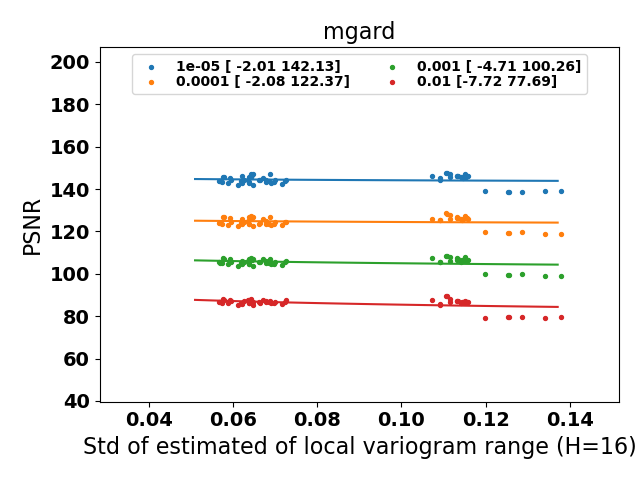 mgard
1e-05 [ -2.01 142.13]
0.0001 [ -2.08 122.37]
0.001 [ -4.71 100.26]
0.01 [-7.72 77.69]
PSNR
200
180
160
140
120
100
80
60
40
0.04 0.06 0.08 0.10 0.12 0.14
Std of estimated of local variogram range (H=16)